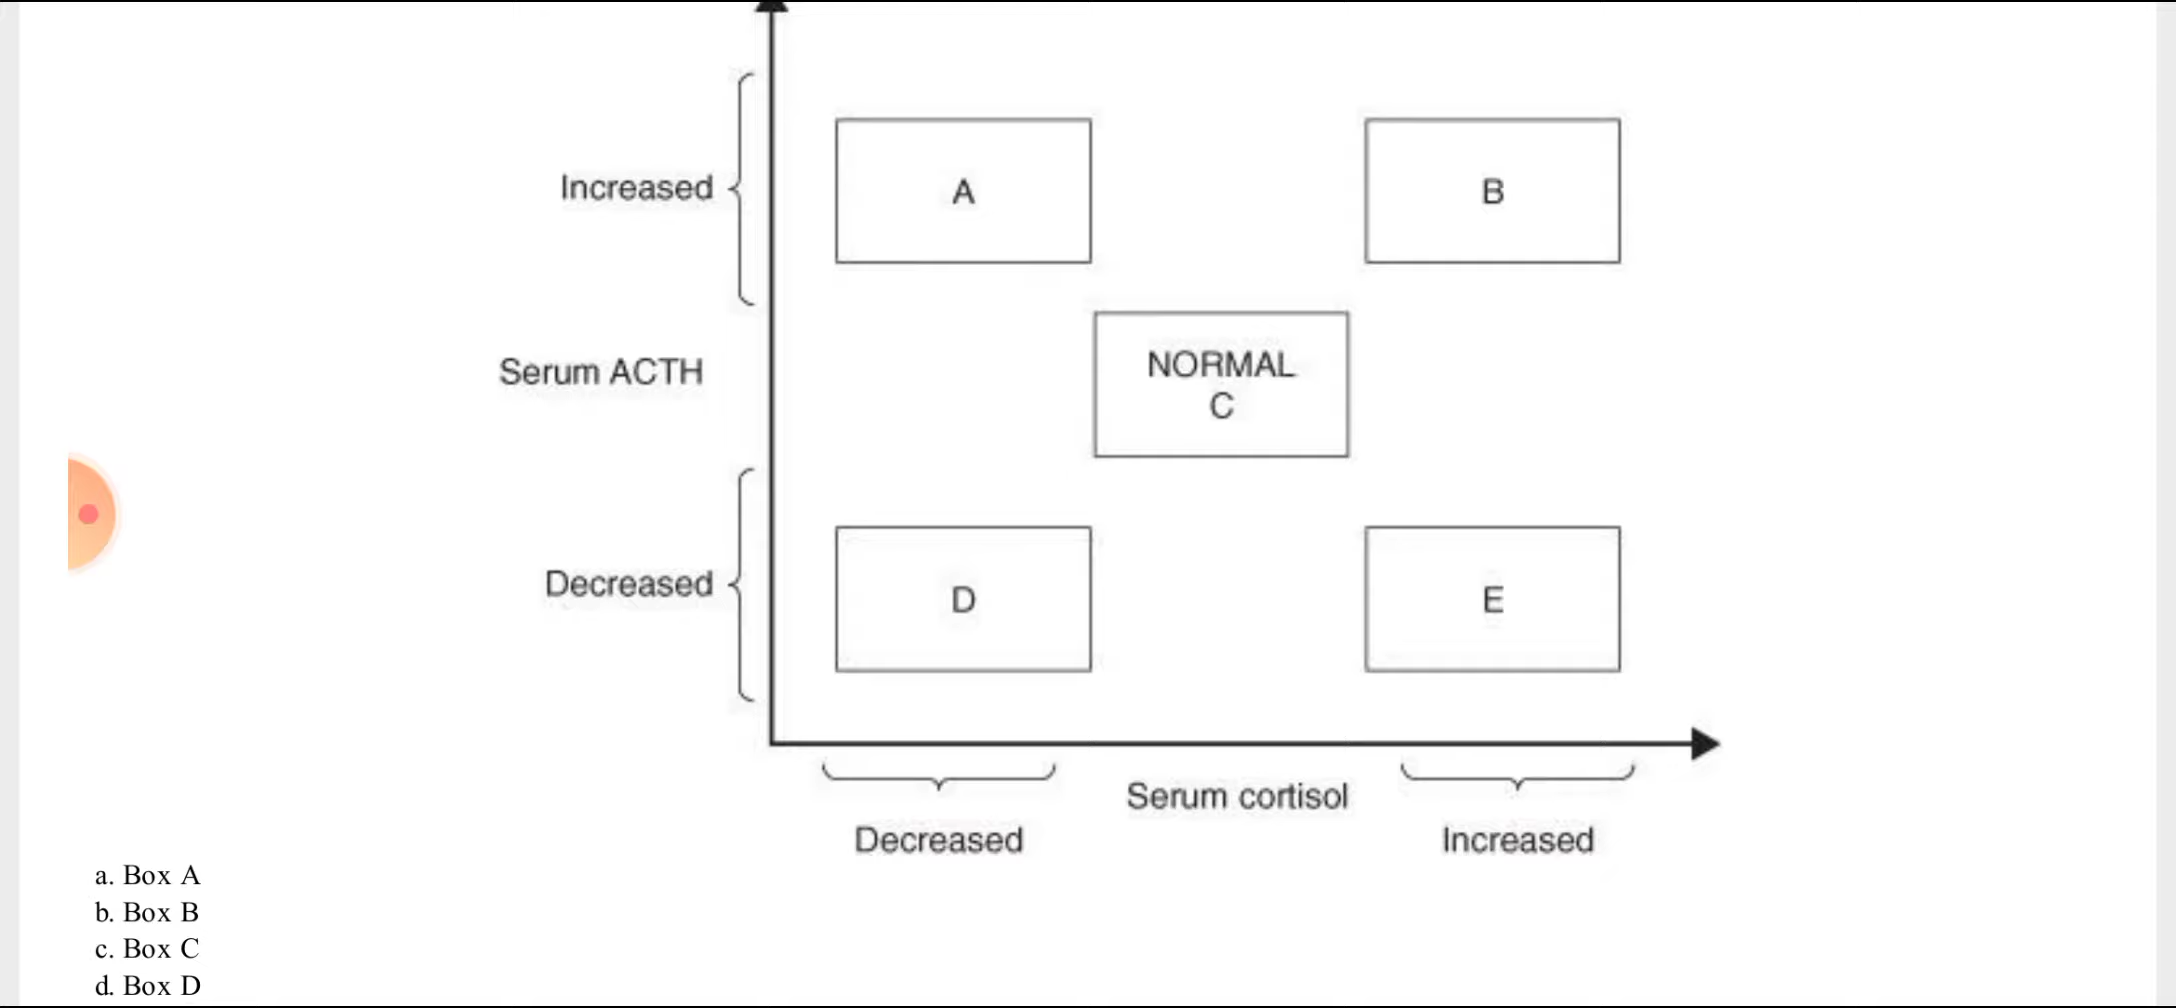 Increased
A
B
NORMAL
C
Serum ACTH
Decreased
D
E
Serum cortisol
Decreased
Increased
a. Box A
b. Box B
c. Box C
d. Box D